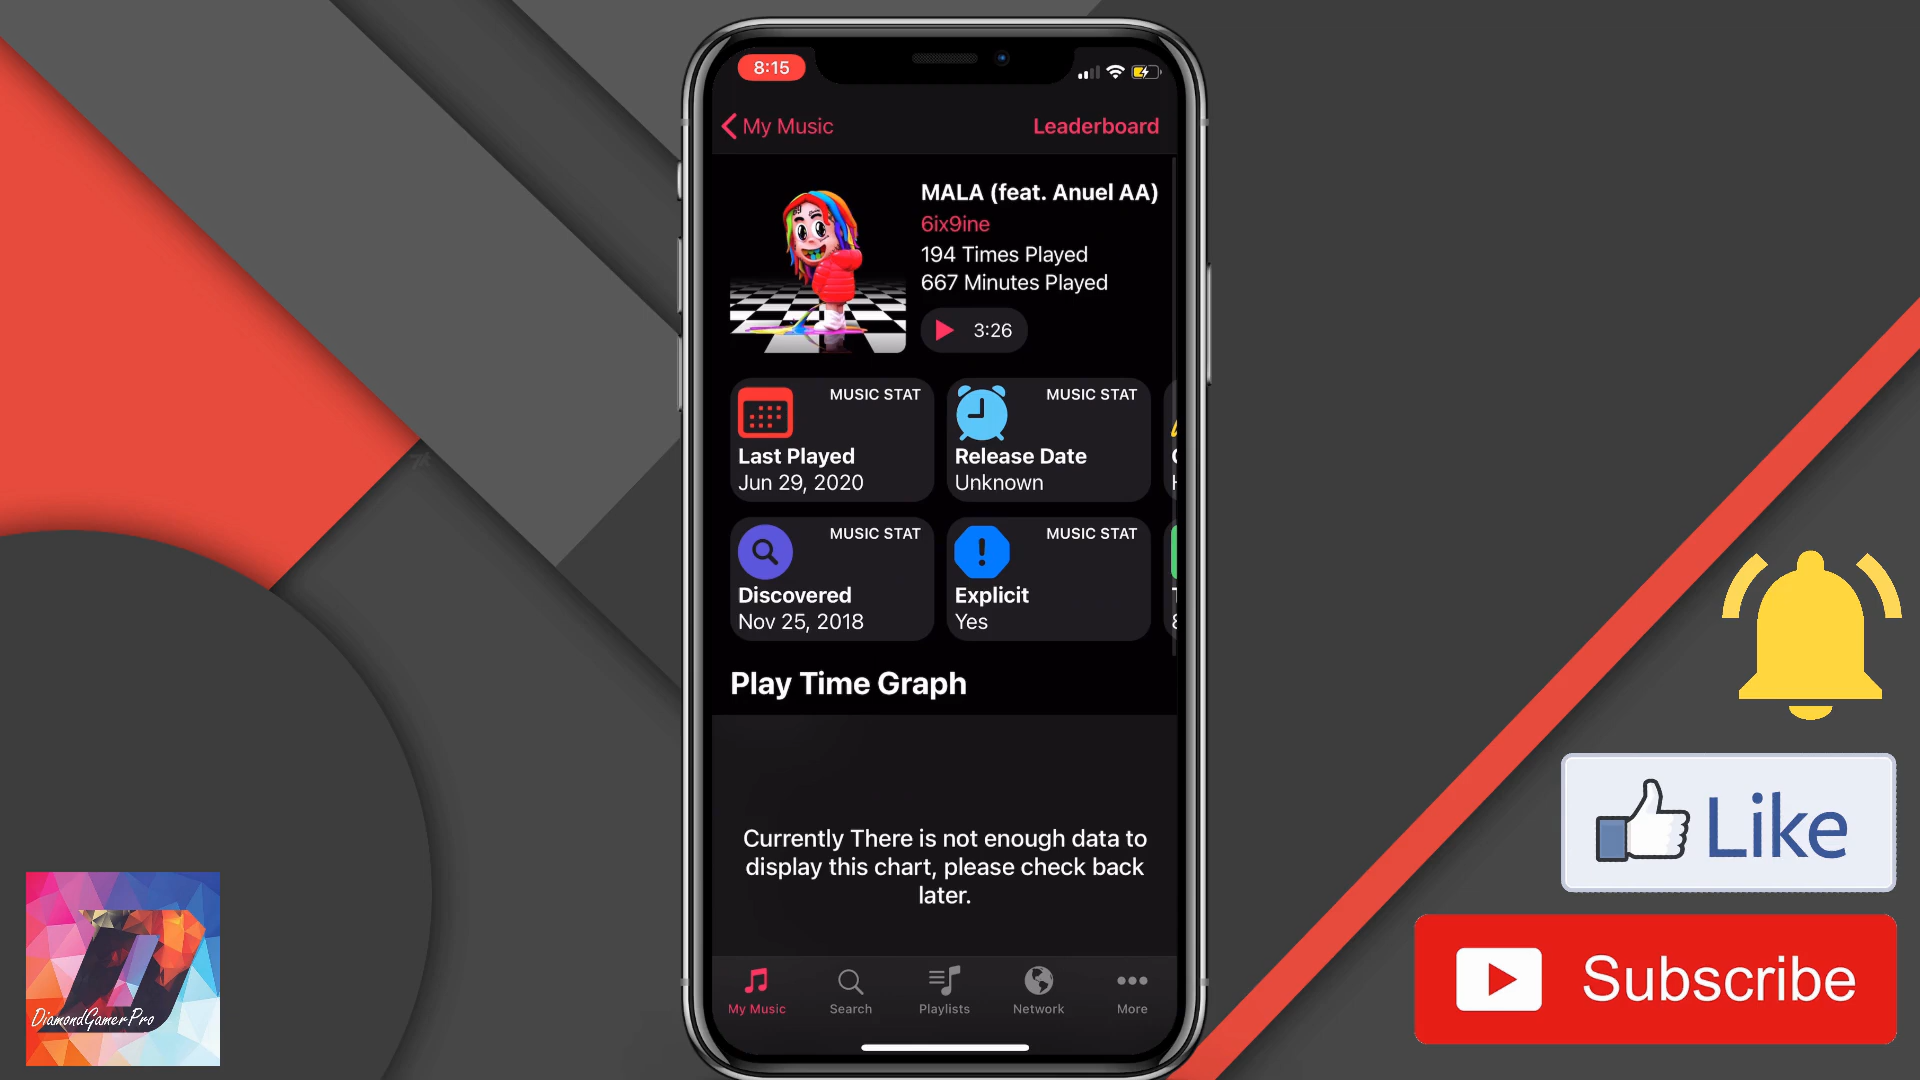 8:15
My Music
Leaderboard
MALA (feat. Anuel AA)
6ix9ine
194 Times Played
667 Minutes Played
3:26
MUSIC STAT
Last Played
Jun 29, 2020
MUSIC STAT
Release Date
Unknown
MUSIC STAT
Discovered
Nov 25, 2018
MUSIC STAT
Explicit
Yes
Play Time Graph
Currently There is not enough data to
display this chart, please check back
later.
My Music
Search
Playlists
Network
More
DiamondGamerPro
Like
Subscribe